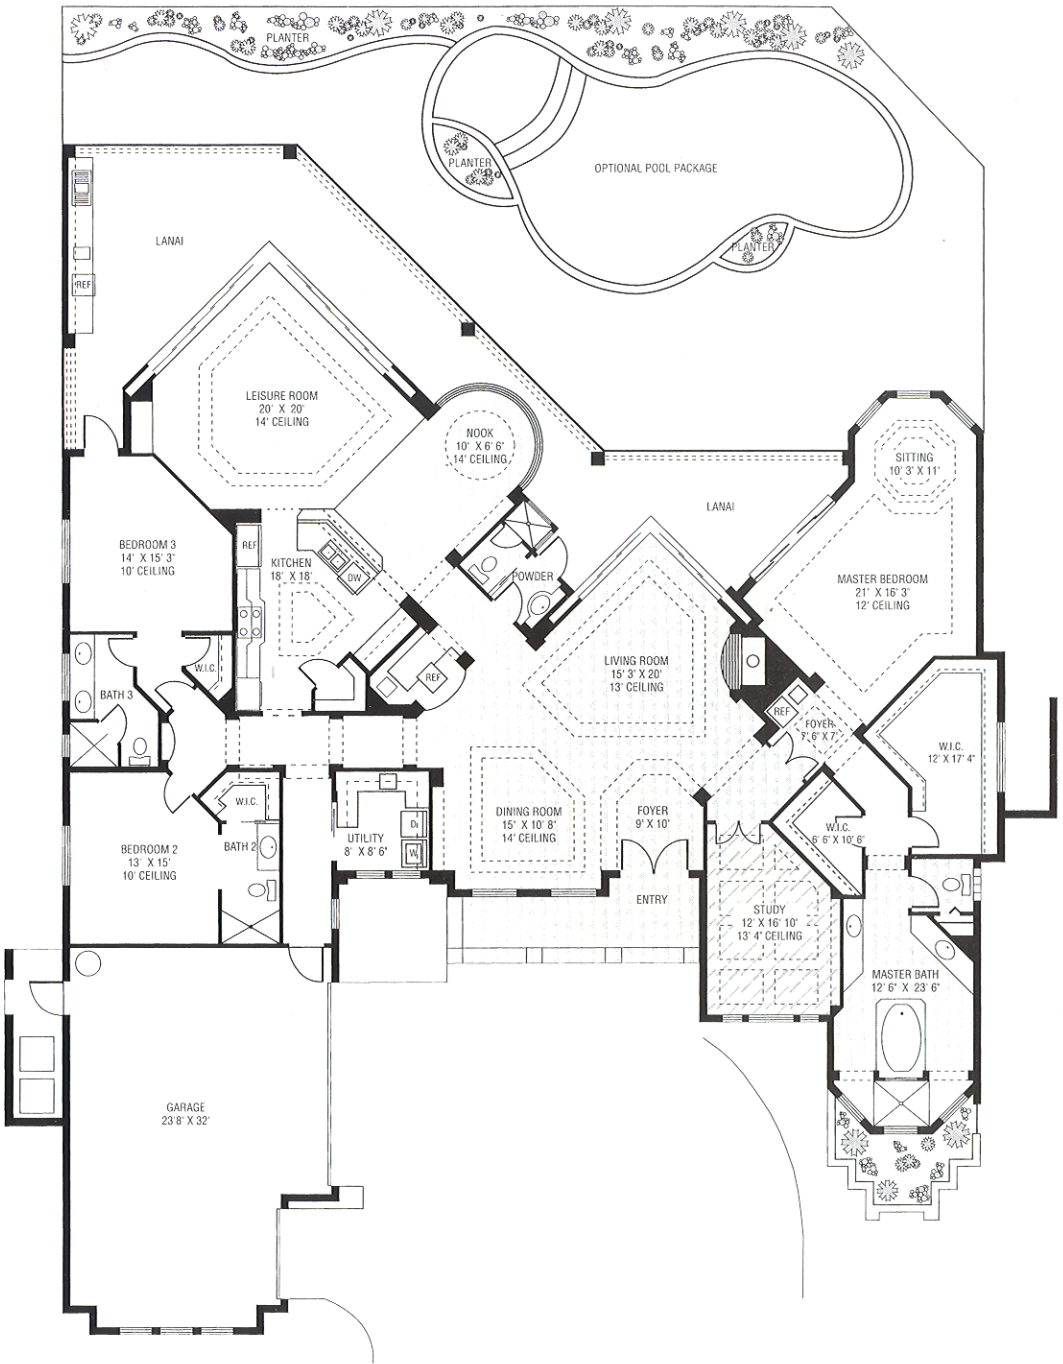 PLANTER
PLANTER
OPTIONAL POOL PACKAGE
PLANTER
LANAI
REF
LEISURE ROOM
20' X 20'
14' CEILING
NOOK
10' X 6' 6"
14' CEILING
SITTING
10' 3" X 11'
LANAI
BEDROOM 3
14' X 15' 3"
10' CEILING
REF
KITCHEN
18' X 18'
DW
POWDER
MASTER BEDROOM
21' X 16' 3"
12' CEILING
W.I.C.
REF
LIVING ROOM
15' 3" X 20'
13' CEILING
BATH 3
REF
FOYER
7' 6" X 7'
W.I.C.
12' X 17' 4"
W.I.C.
DINING ROOM
15' X 10' 8"
14' CEILING
FOYER
9' X 10'
D
W
UTILITY
8' X 8' 6"
W.I.C.
6' 6" X 10' 6"
BEDROOM 2
13' X 15'
10' CEILING
BATH 2
ENTRY
STUDY
12' X 16' 10"
13' 4" CEILING
MASTER BATH
12' 6" X 23' 6"
GARAGE
23'8" X 32'